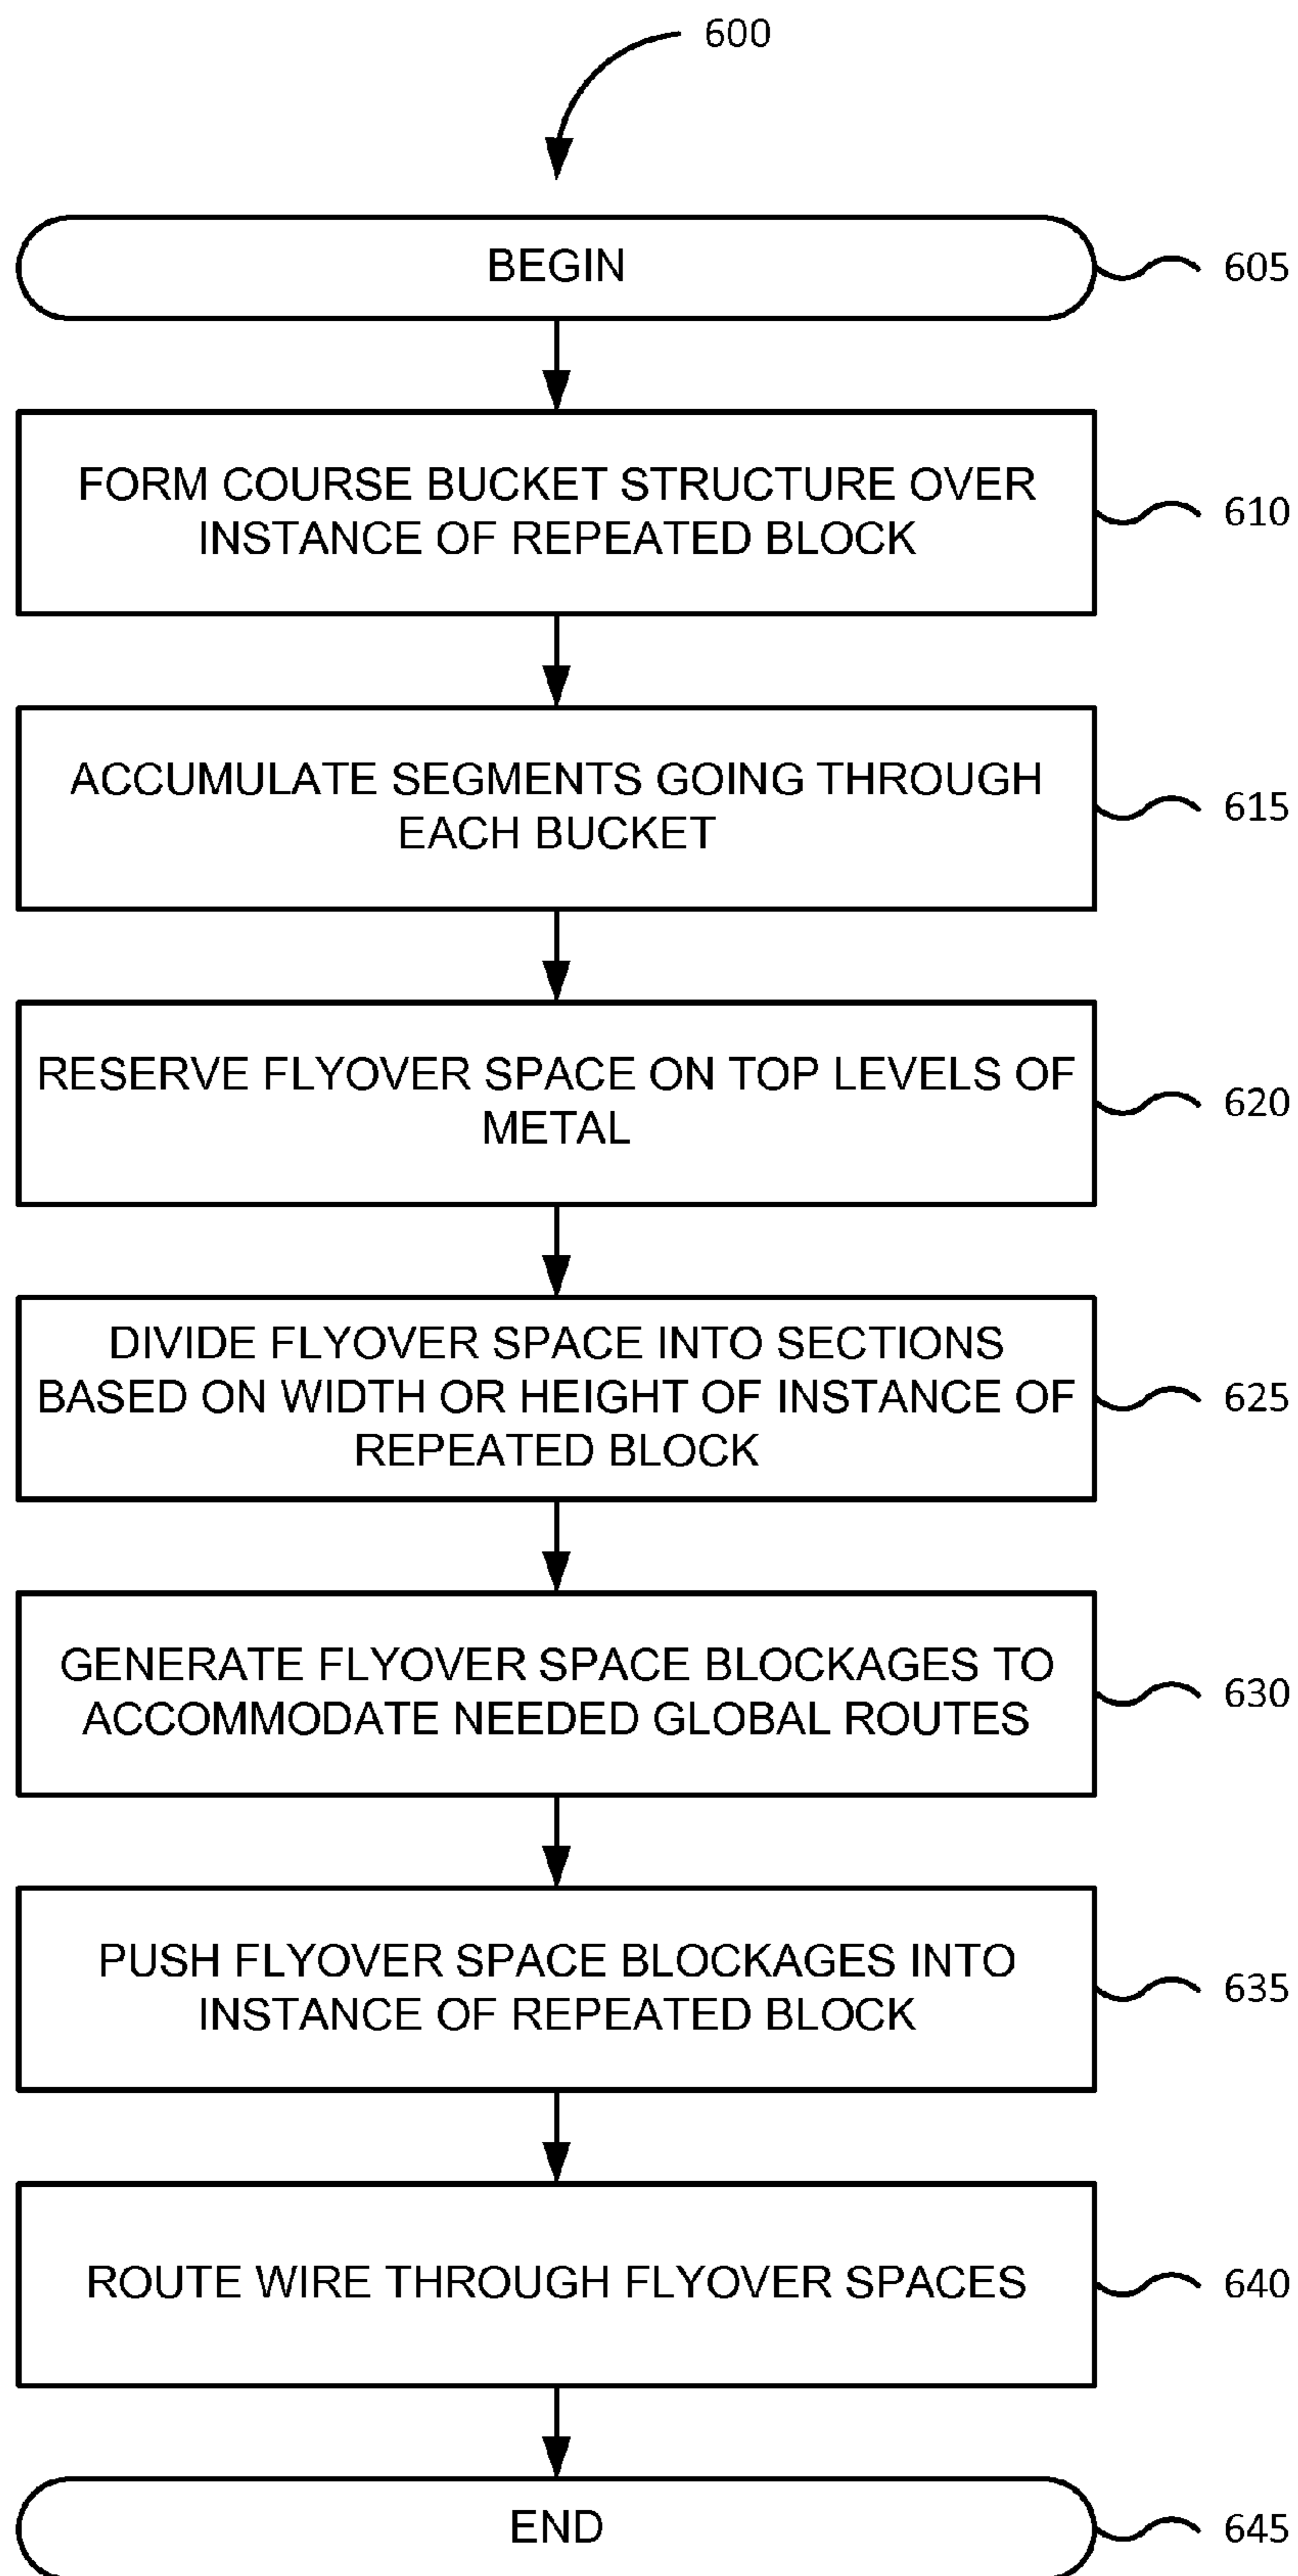 600
BEGIN
605
FORM COURSE BUCKET STRUCTURE OVER
INSTANCE OF REPEATED BLOCK
610
ACCUMULATE SEGMENTS GOING THROUGH
EACH BUCKET
615
RESERVE FLYOVER SPACE ON TOP LEVELS OF
METAL
620
DIVIDE FLYOVER SPACE INTO SECTIONS
BASED ON WIDTH OR HEIGHT OF INSTANCE OF
REPEATED BLOCK
625
GENERATE FLYOVER SPACE BLOCKAGES TO
ACCOMMODATE NEEDED GLOBAL ROUTES
630
PUSH FLYOVER SPACE BLOCKAGES INTO
INSTANCE OF REPEATED BLOCK
635
ROUTE WIRE THROUGH FLYOVER SPACES
640
END
645